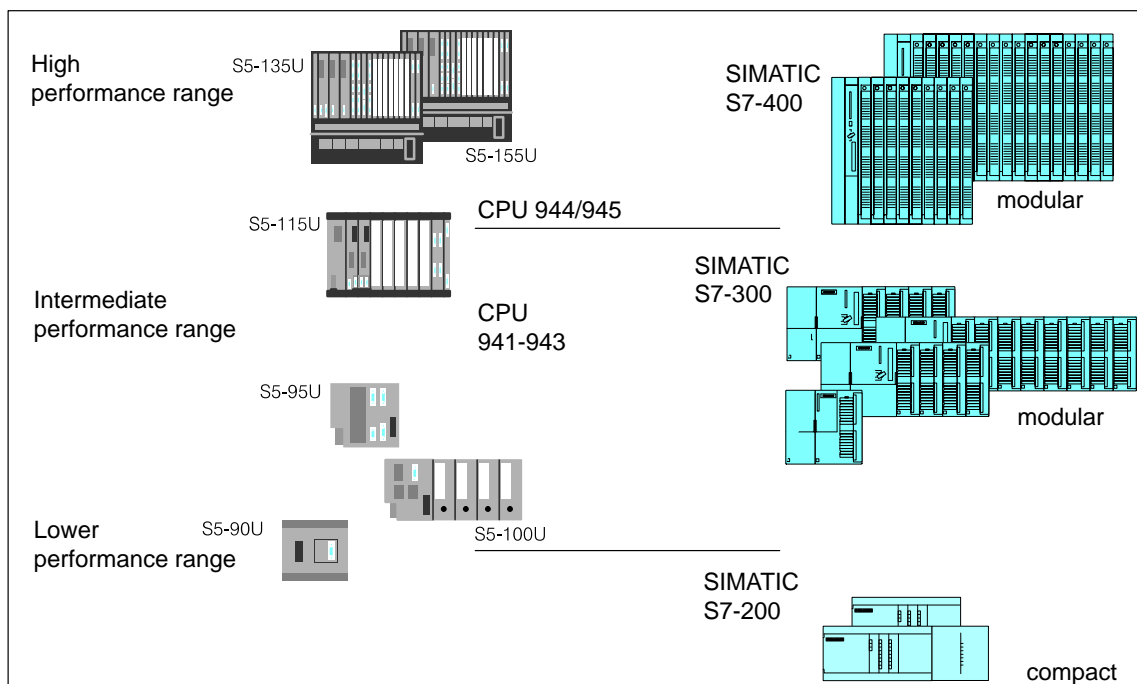 High
performance range
S5-135U
S5-155U
SIMATIC
S7-400
modular
S5-115U
CPU 944/945
Intermediate
performance range
CPU
941-943
SIMATIC
S7-300
modular
S5-95U
Lower
performance range
S5-90U
S5-100U
SIMATIC
S7-200
compact